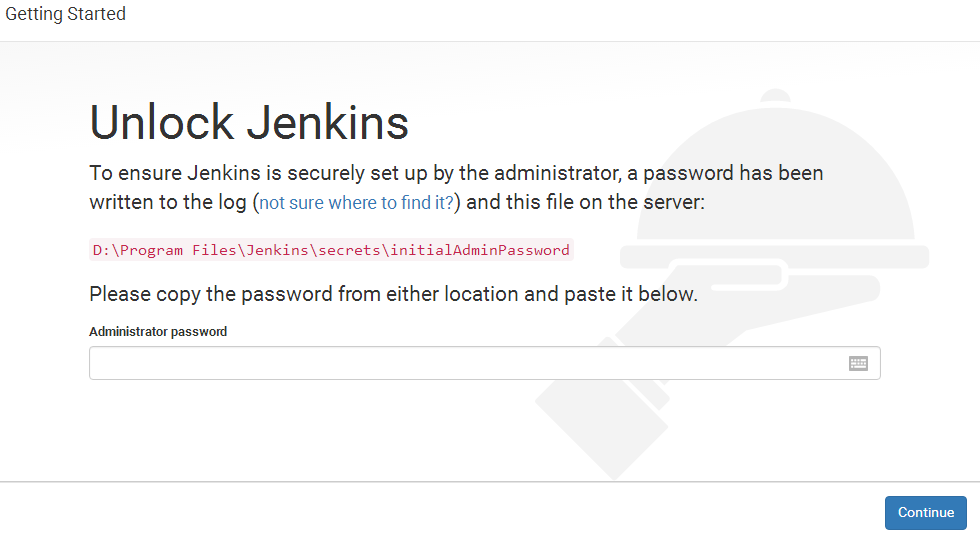 Getting Started
Unlock Jenkins
To ensure Jenkins is securely set up by the administrator, a password has been
written to the log (not sure where to find it?) and this file on the server:
D:\Program Files\Jenkins\secrets\initialAdminPassword
Please copy the password from either location and paste it below.
Administrator password
Continue